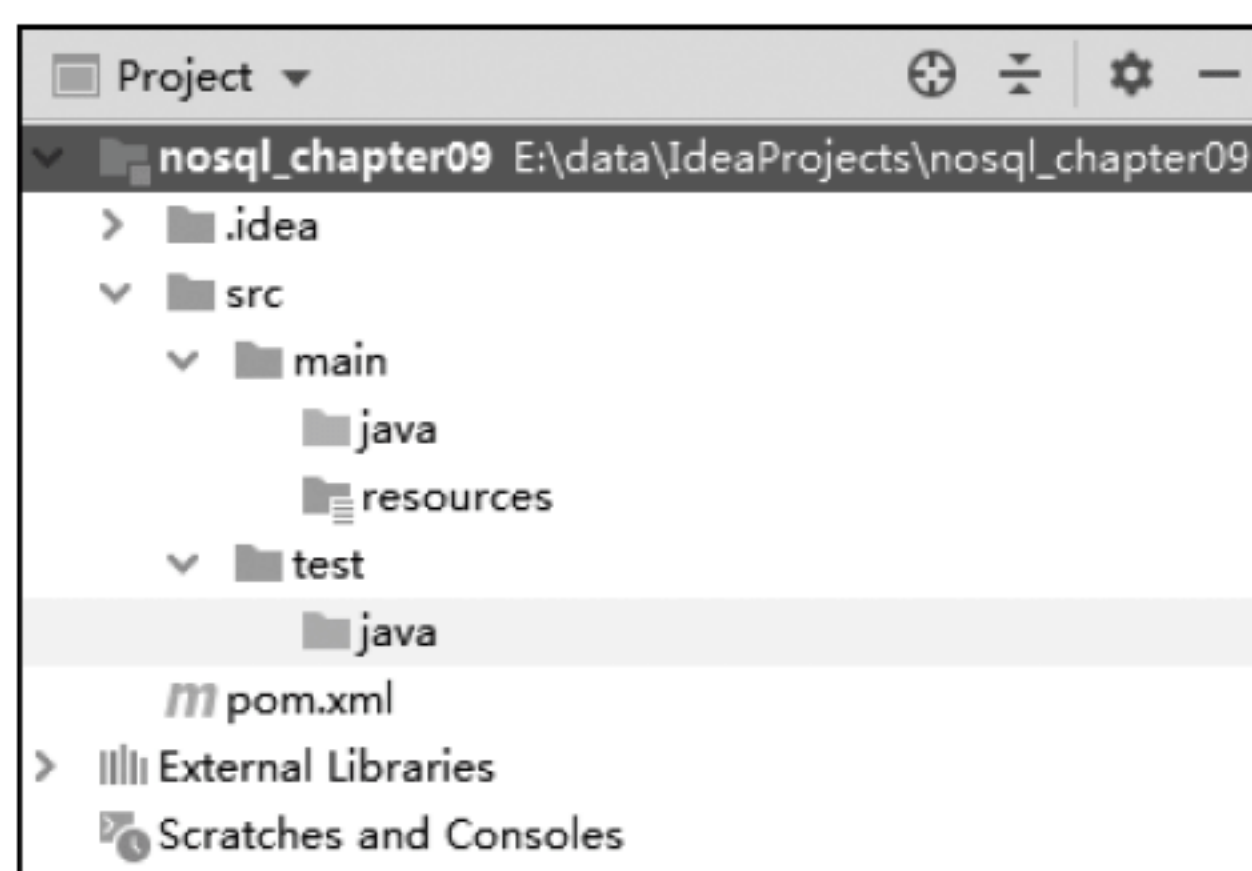 Project
nosql_chapter09 E:\data\IdeaProjects\nosql_chapter09
.idea
src
main
java
resources
test
java
pom.xml
External Libraries
Scratches and Consoles